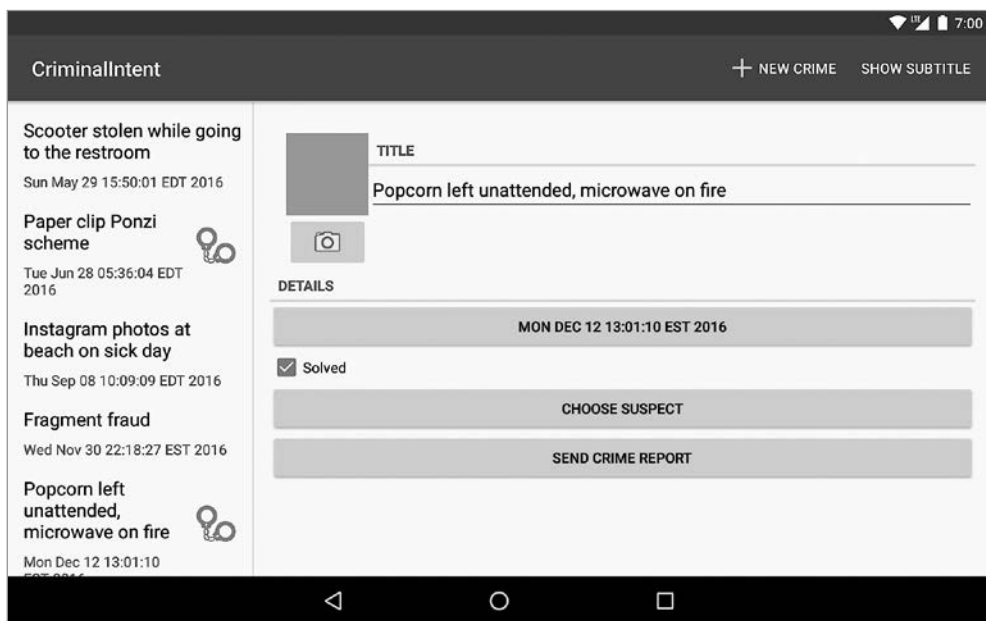 LTE 7:00
CriminalIntent
NEW CRIME SHOW SUBTITLE
Scooter stolen while going
to the restroom
Sun May 29 15:50:01 EDT 2016
Paper clip Ponzi
scheme
Tue Jun 28 05:36:04 EDT
2016
Instagram photos at
beach on sick day
Thu Sep 08 10:09:09 EDT 2016
Fragment fraud
Wed Nov 30 22:18:27 EST 2016
Popcorn left
unattended,
microwave on fire
Mon Dec 12 13:01:10
EST 2016
TITLE
Popcorn left unattended, microwave on fire
DETAILS
MON DEC 12 13:01:10 EST 2016
Solved
CHOOSE SUSPECT
SEND CRIME REPORT